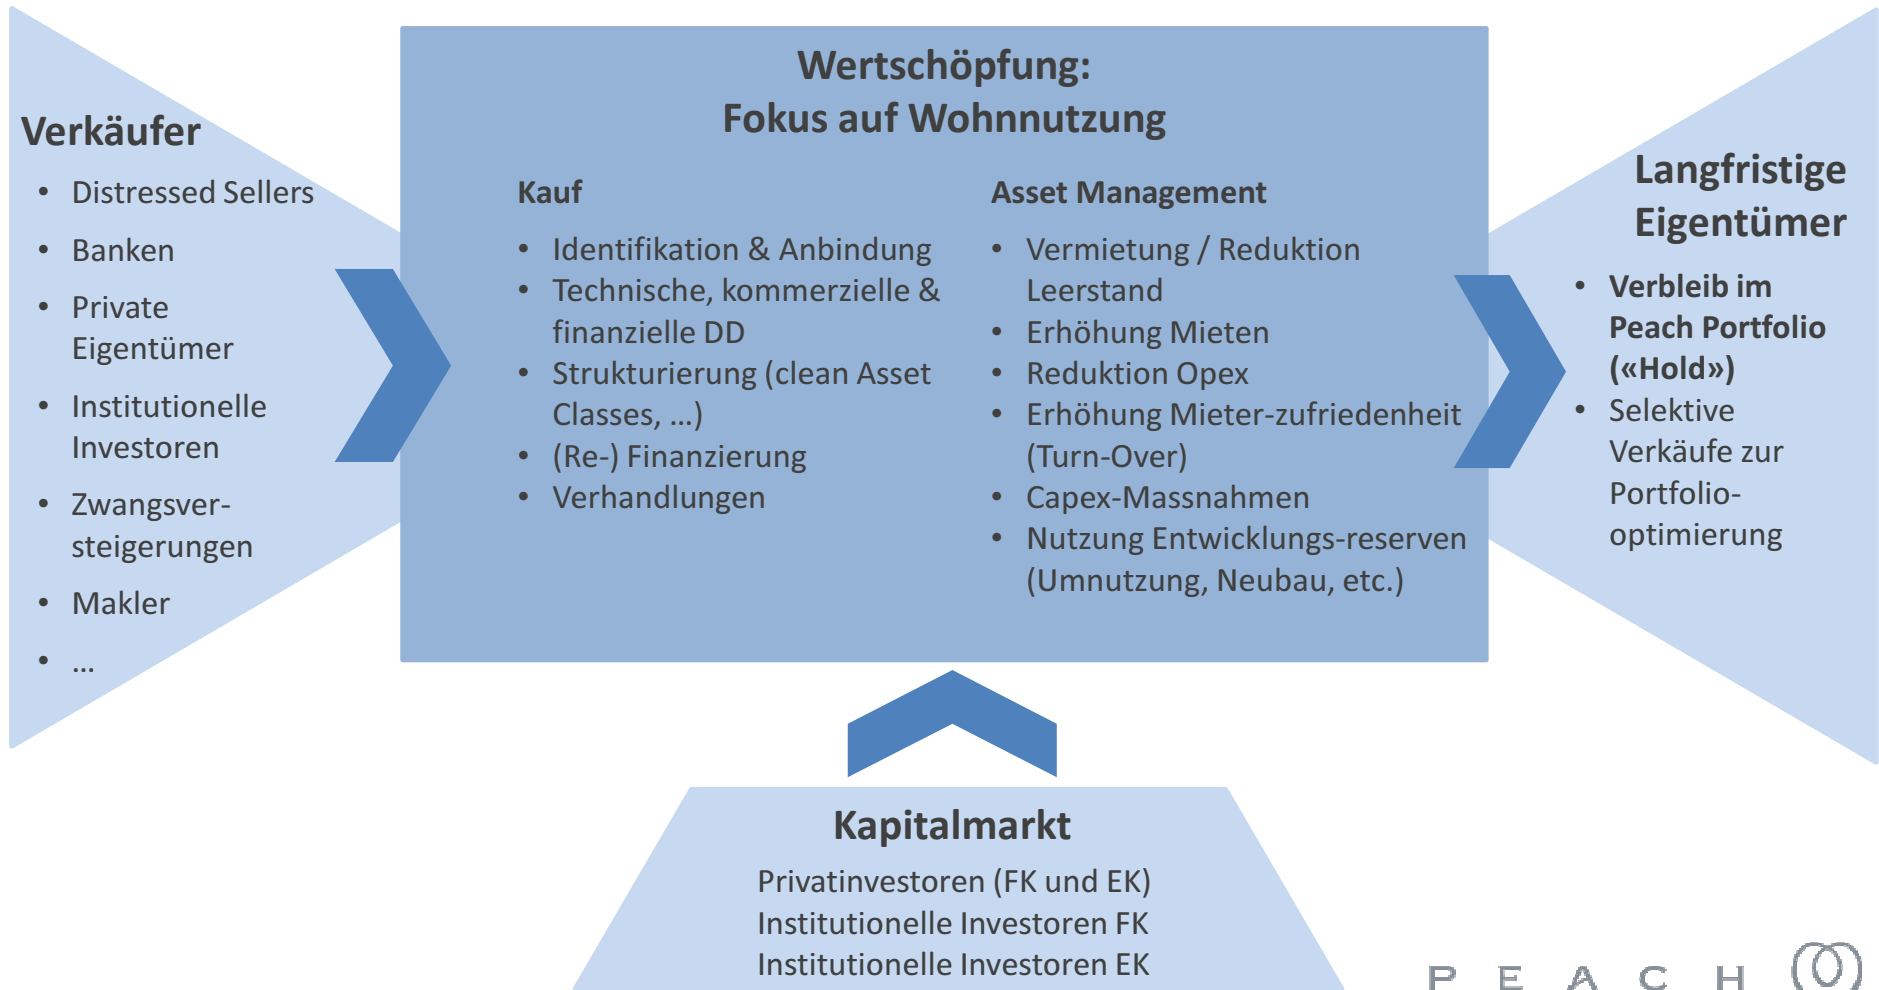 Verkäufer
• Distressed Sellers
• Banken
• Private
Eigentümer
• Institutionelle
Investoren
• Zwangsver-
steigerungen
• Makler
• ...
Wertschöpfung:
Fokus auf Wohnnutzung
Kauf
• Identifikation & Anbindung
• Technische, kommerzielle &
finanzielle DD
• Strukturierung (clean Asset
Classes, ...)
• (Re-) Finanzierung
• Verhandlungen
Asset Management
• Vermietung / Reduktion
Leerstand
• Erhöhung Mieten
• Reduktion Opex
• Erhöhung Mieter-zufriedenheit
(Turn-Over)
• Capex-Massnahmen
• Nutzung Entwicklungs-reserven
(Umnutzung, Neubau, etc.)
Langfristige
Eigentümer
• Verbleib im
Peach Portfolio
(«Hold»)
• Selektive
Verkäufe zur
Portfolio-
optimierung
Kapitalmarkt
Privatinvestoren (FK und EK)
Institutionelle Investoren FK
Institutionelle Investoren EK
PEACH